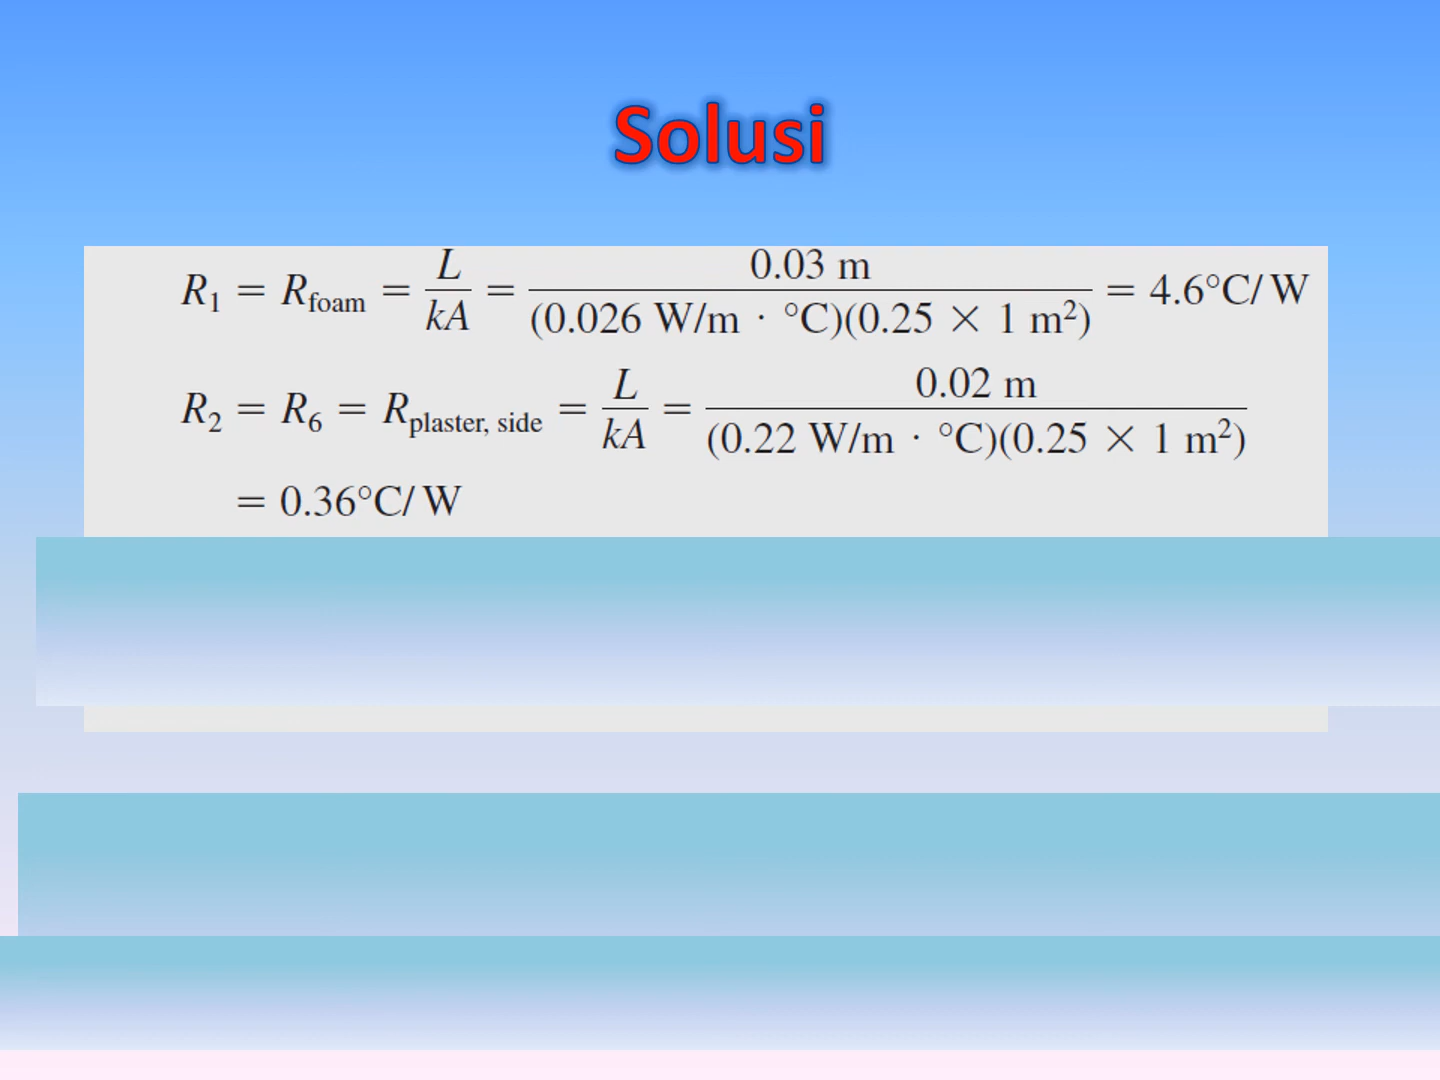 Solusi
R₁ = R_foam = L/kA = 0.03 m/((0.026 W/m · °C)(0.25 × 1 m²)) = 4.6°C/W
R₂ = R₆ = R_plaster, side = L/kA = 0.02 m/((0.22 W/m · °C)(0.25 × 1 m²))
= 0.36°C/W